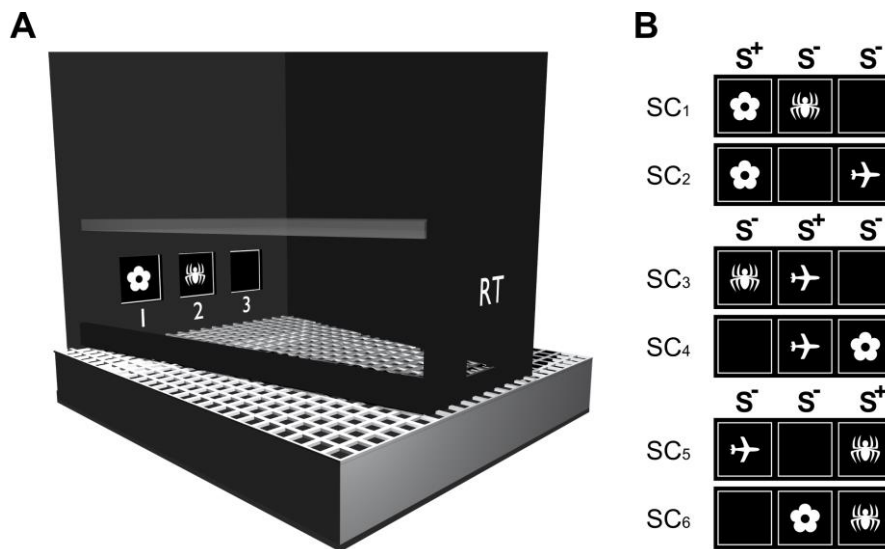 A
1 2 3
RT
B
S⁺ S⁻ S⁻
SC₁
SC₂
S⁻ S⁺ S⁻
SC₃
SC₄
S⁻ S⁻ S⁺
SC₅
SC₆